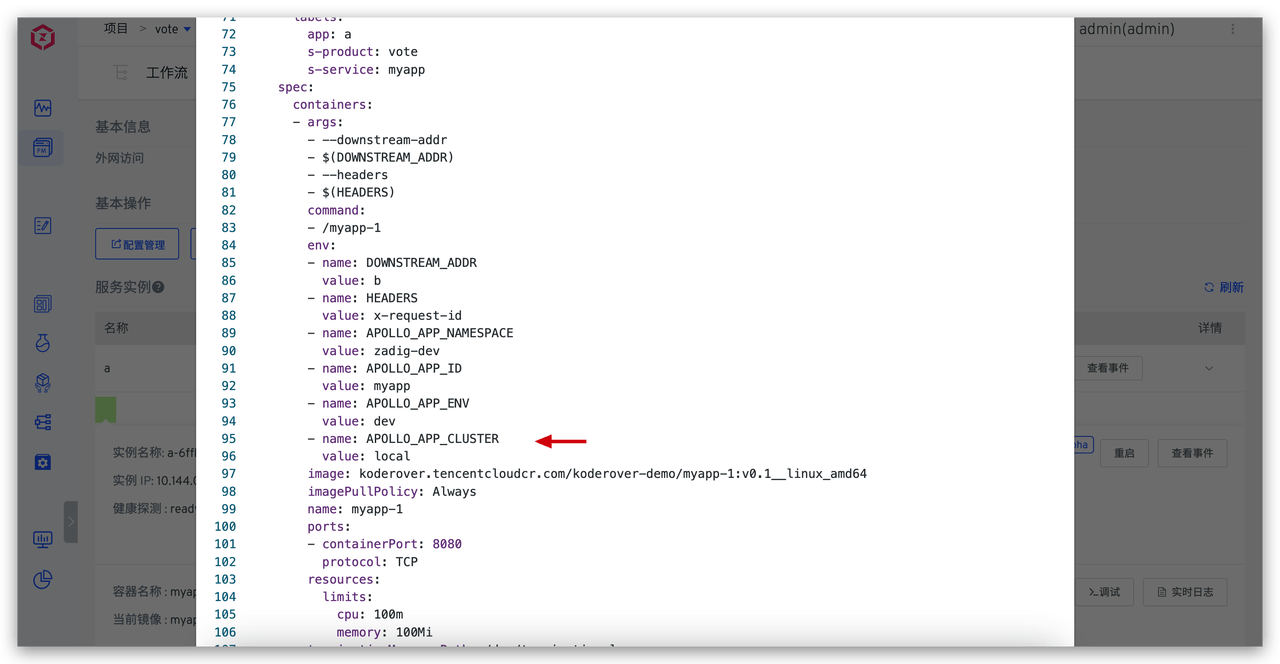 项目 > vote
admin(admin)
工作流
基本信息
外网访问
基本操作
配置管理
服务实例
刷新
名称
详情
a
查看事件
实例名称: a-6ff
重启
查看事件
实例 IP: 10.144.
健康探测 : read
容器名称 : mya
>_调试
实时日志
当前镜像 : mya
PM
71 labels:
72 app: a
73 s-product: vote
74 s-service: myapp
75 spec:
76 containers:
77 - args:
78 - --downstream-addr
79 - $(DOWNSTREAM_ADDR)
80 - --headers
81 - $(HEADERS)
82 command:
83 - /myapp-1
84 env:
85 - name: DOWNSTREAM_ADDR
86 value: b
87 - name: HEADERS
88 value: x-request-id
89 - name: APOLLO_APP_NAMESPACE
90 value: zadig-dev
91 - name: APOLLO_APP_ID
92 value: myapp
93 - name: APOLLO_APP_ENV
94 value: dev
95 - name: APOLLO_APP_CLUSTER
96 value: local
97 image: koderover.tencentcloudcr.com/koderover-demo/myapp-1:v0.1__linux_amd64
98 imagePullPolicy: Always
99 name: myapp-1
100 ports:
101 - containerPort: 8080
102 protocol: TCP
103 resources:
104 limits:
105 cpu: 100m
106 memory: 100Mi